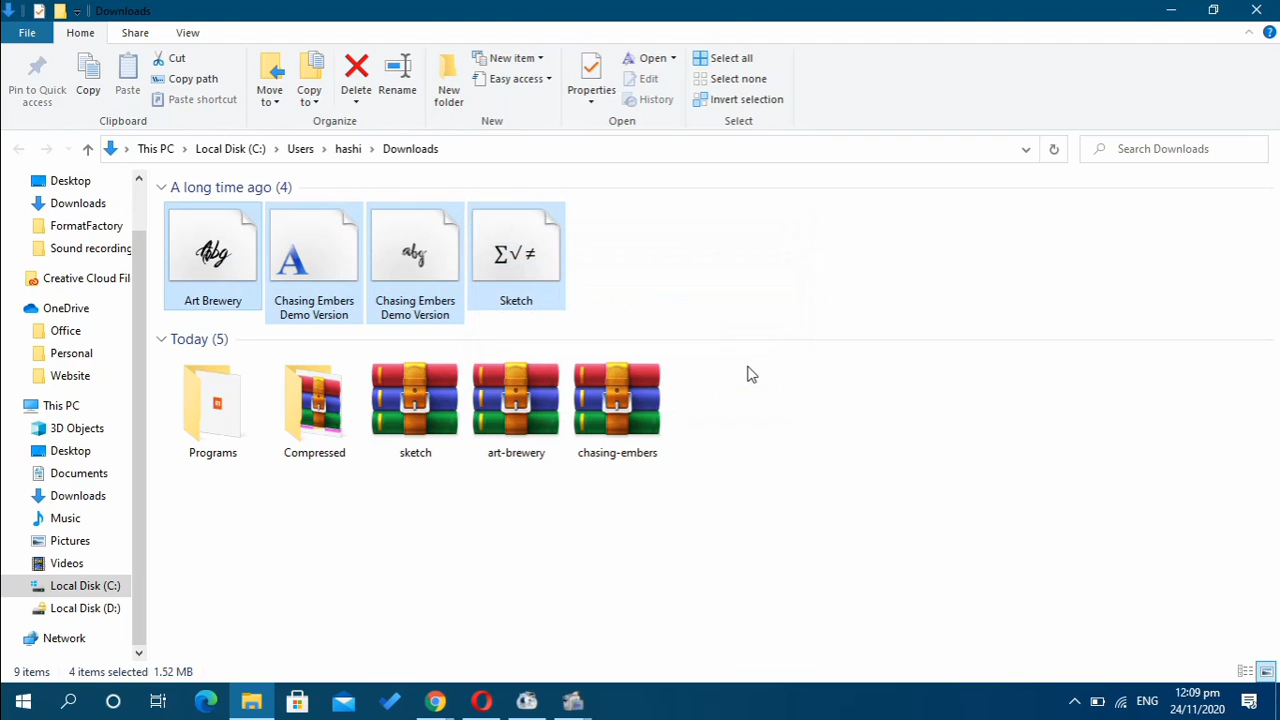 Downloads
File
Home
Share
View
Pin to Quick
access
Copy
Paste
Cut
Copy path
Paste shortcut
Clipboard
Move
to
Copy
to
Delete
Rename
Organize
New
folder
New item
Easy access
New
Properties
Open
Edit
History
Open
Select all
Select none
Invert selection
Select
This PC > Local Disk (C:) > Users > hashi > Downloads
Search Downloads
Desktop
Downloads
FormatFactory
Sound recording
Creative Cloud Fil
OneDrive
Office
Personal
Website
This PC
3D Objects
Desktop
Documents
Downloads
Music
Pictures
Videos
Local Disk (C:)
Local Disk (D:)
Network
A long time ago (4)
Abg
A
abg
∑√ ≠
Art Brewery
Chasing Embers
Demo Version
Chasing Embers
Demo Version
Sketch
Today (5)
Programs
Compressed
sketch
art-brewery
chasing-embers
9 items
4 items selected 1.52 MB
ENG
12:09 pm
24/11/2020